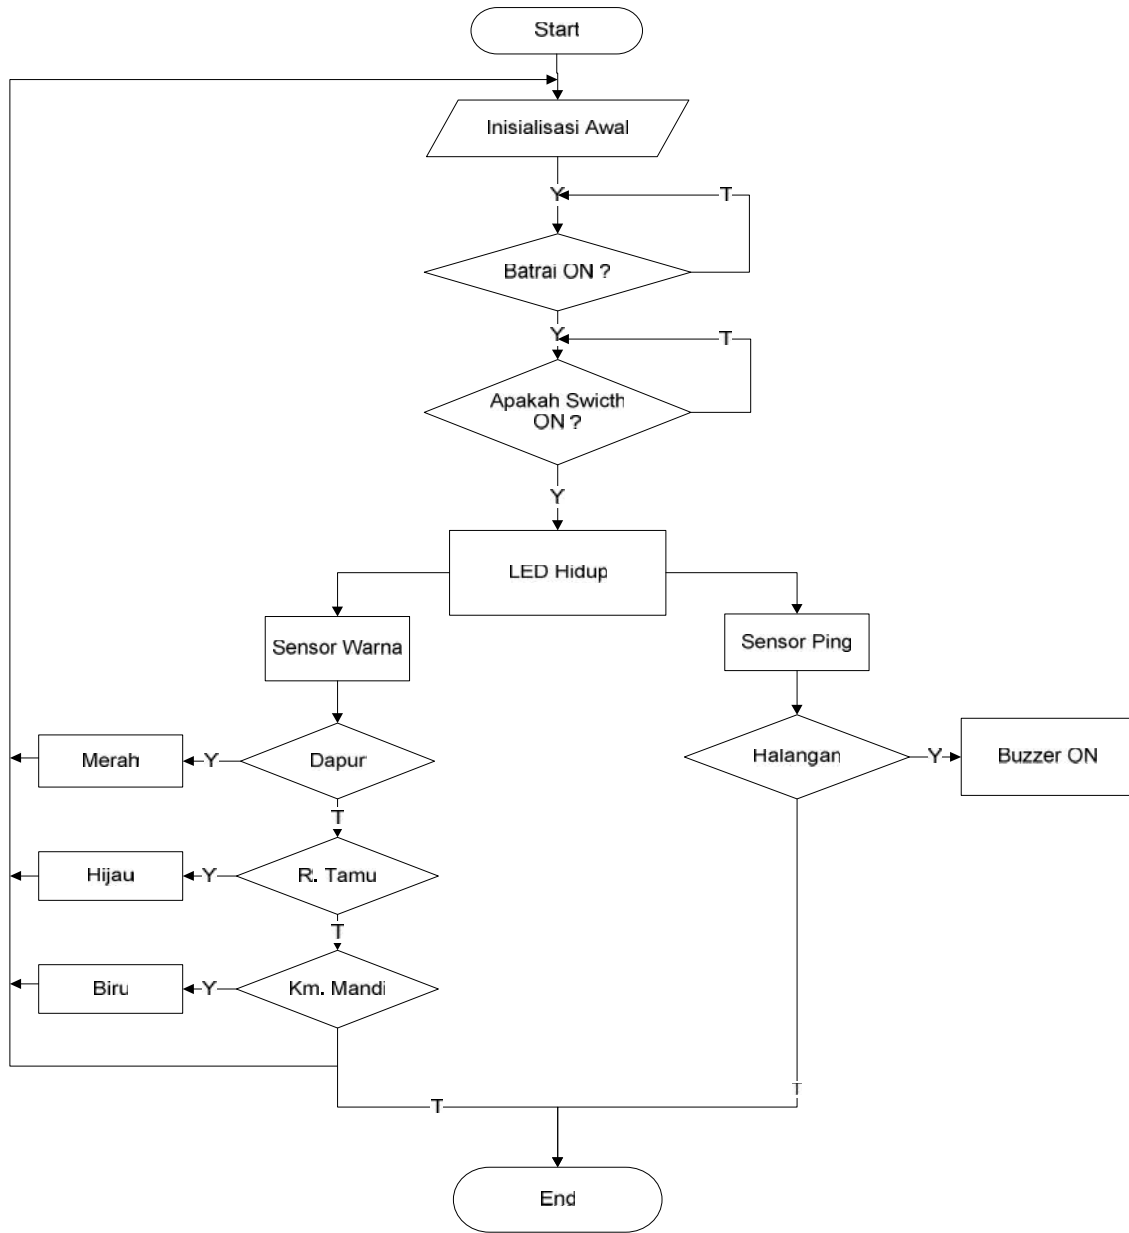 Start
Inisialisasi Awal
Y
T
Batrai ON ?
Y
T
Apakah Swicth
ON ?
Y
LED Hidup
Sensor Warna
Sensor Ping
Merah
Y
Dapur
Halangan
Y
Buzzer ON
T
Hijau
Y
R. Tamu
T
Biru
Y
Km. Mandi
T
T
End